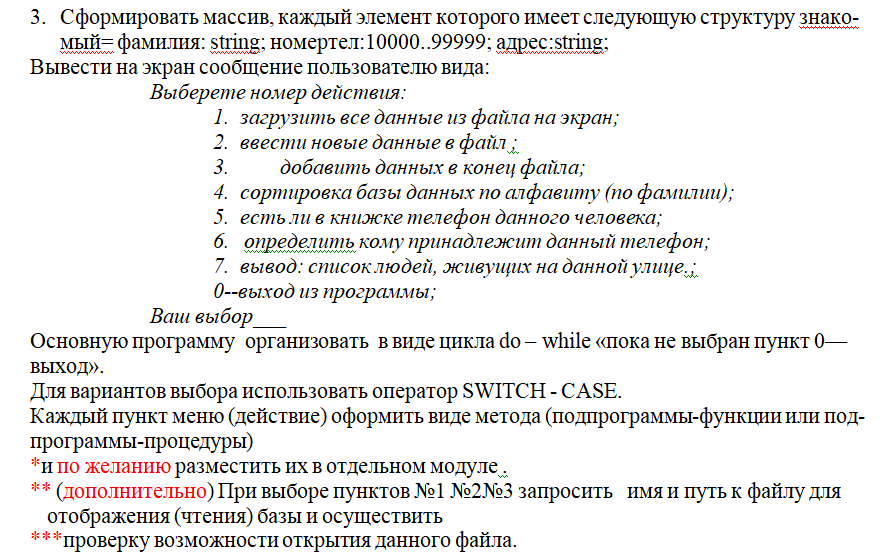 3. Сформировать массив, каждый элемент которого имеет следующую структуру знако-
мый= фамилия: string; номертел:10000..99999; адрес:string;
Вывести на экран сообщение пользователю вида:
Выберете номер действия:
1. загрузить все данные из файла на экран;
2. ввести новые данные в файл ;
3. добавить данных в конец файла;
4. сортировка базы данных по алфавиту (по фамилии);
5. есть ли в книжке телефон данного человека;
6. определить кому принадлежит данный телефон;
7. вывод: список людей, живущих на данной улице.;
0--выход из программы;
Ваш выбор___
Основную программу организовать в виде цикла do – while «пока не выбран пункт 0—
выход».
Для вариантов выбора использовать оператор SWITCH - CASE.
Каждый пункт меню (действие) оформить виде метода (подпрограммы-функции или под-
программы-процедуры)
*и по желанию разместить их в отдельном модуле .
** (дополнительно) При выборе пунктов №1 №2№3 запросить имя и путь к файлу для
отображения (чтения) базы и осуществить
***проверку возможности открытия данного файла.